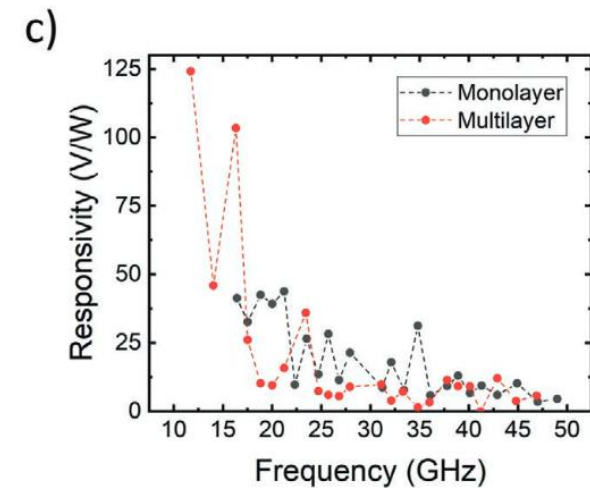 c)
125
100
75
50
25
0
Responsivity (V/W)
Monolayer
Multilayer
10 15 20 25 30 35 40 45 50
Frequency (GHz)